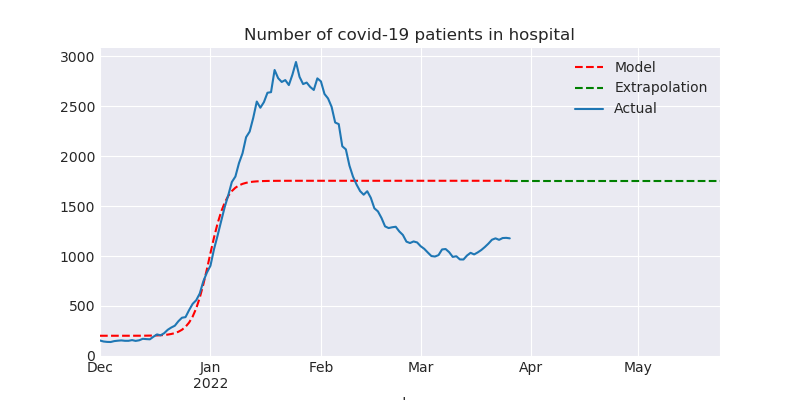 Number of covid-19 patients in hospital
Model
Extrapolation
Actual
3000
2500
2000
1500
1000
500
0
Dec
Jan
2022
Feb
Mar
Apr
May